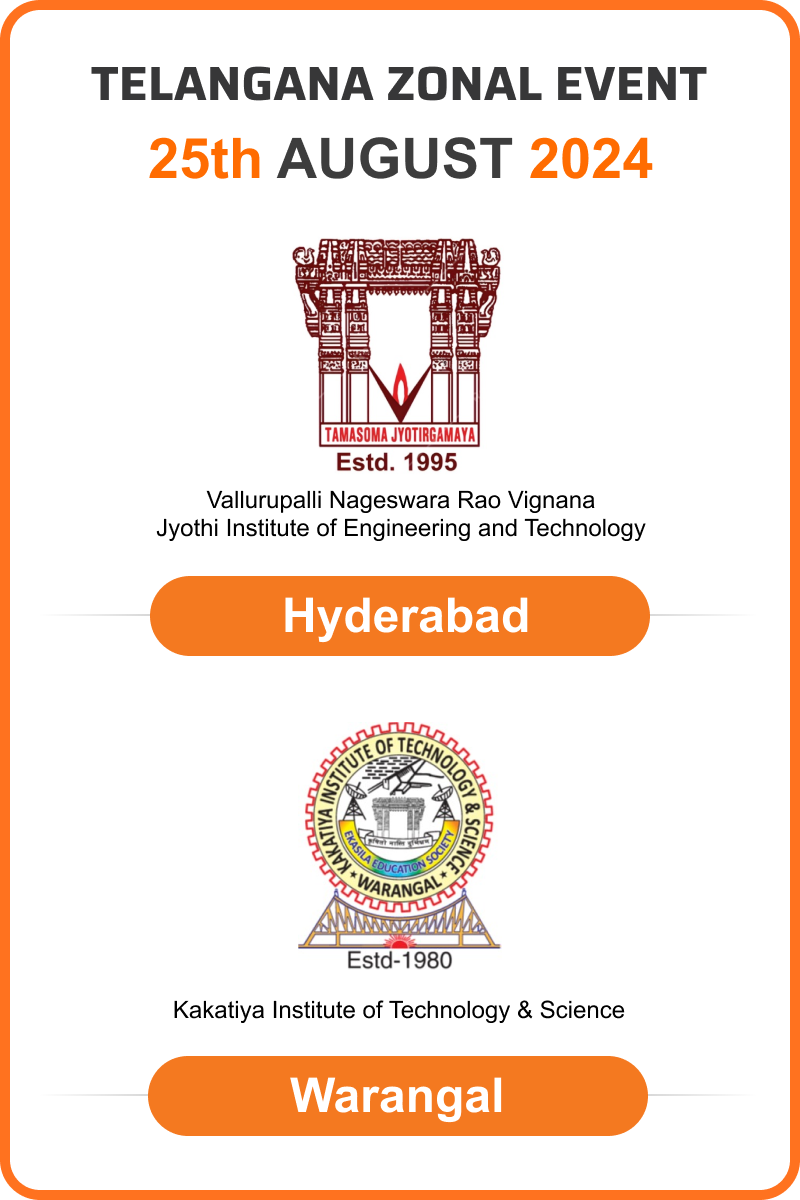 TELANGANA ZONAL EVENT
25th AUGUST 2024
TAMASOMA JYOTIRGAMAYA
Estd. 1995
Vallurupalli Nageswara Rao Vignana
Jyothi Institute of Engineering and Technology
Hyderabad
KAKATIYA INSTITUTE OF TECHNOLOGY & SCIENCE
EKASILA EDUCATION SOCIETY
★ WARANGAL ★
Estd-1980
Kakatiya Institute of Technology & Science
Warangal